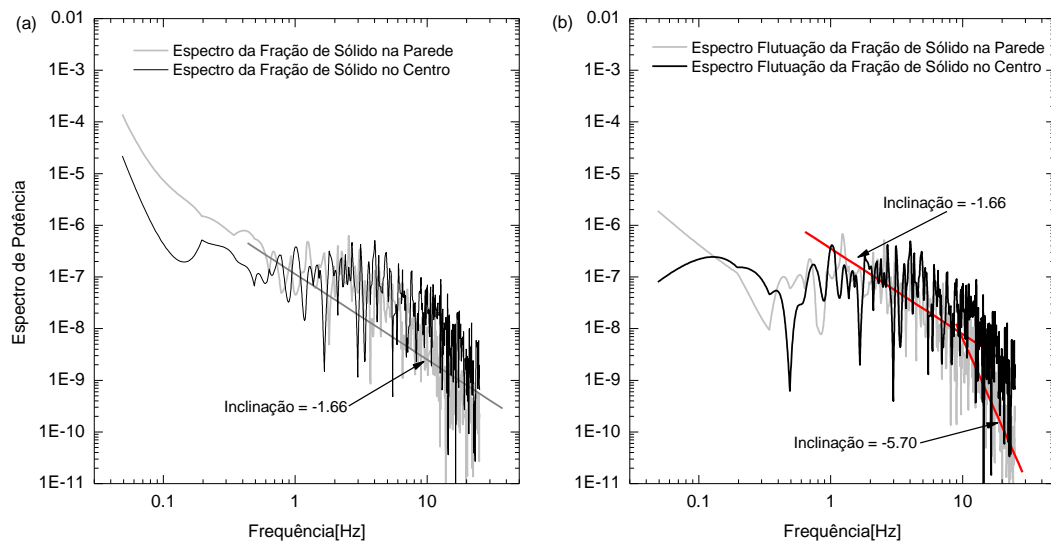 (a)
0.01
1E-3
1E-4
1E-5
1E-6
1E-7
1E-8
1E-9
1E-10
1E-11
Espectro de Potência
Espectro da Fração de Sólido na Parede
Espectro da Fração de Sólido no Centro
Inclinação = -1.66
0.1
1
10
Frequência[Hz]
(b)
0.01
1E-3
1E-4
1E-5
1E-6
1E-7
1E-8
1E-9
1E-10
1E-11
Espectro Flutuação da Fração de Sólido na Parede
Espectro Flutuação da Fração de Sólido no Centro
Inclinação = -1.66
Inclinação = -5.70
0.1
1
10
Frequência[Hz]